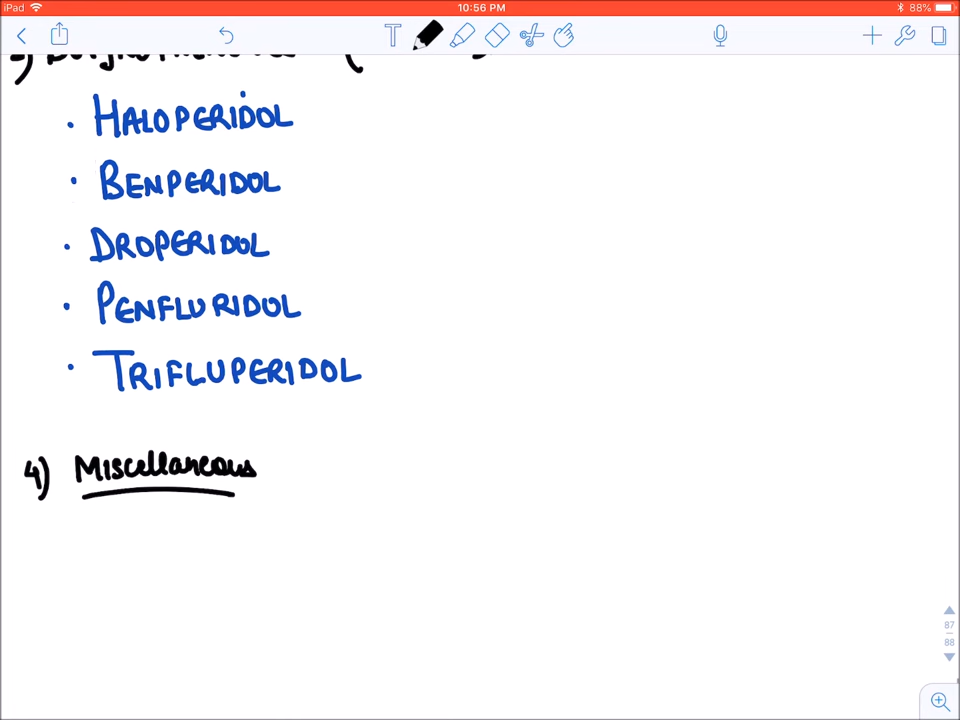 iPad 10:56 PM 88%
T
• HALOPERIDOL
• BENPERIDOL
• DROPERIDOL
• PENFLURIDOL
• TRIFLUPERIDOL
4) Miscellaneous
87
88